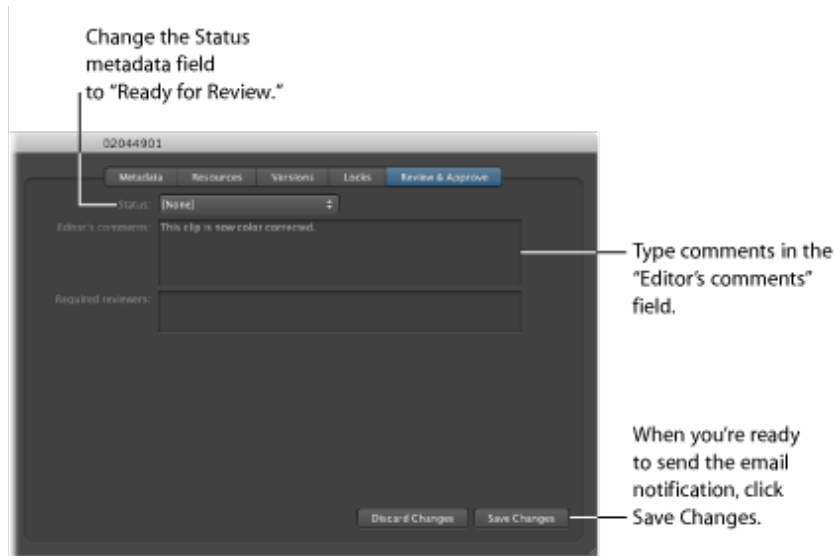 Change the Status
metadata field
to “Ready for Review.”
02044901
Metadata Resources Versions Locks Review & Approve
Status: [None]
Editor's comments: This clip is now color corrected.
Type comments in the
“Editor’s comments”
field.
Required reviewers:
When you’re ready
to send the email
notification, click
Save Changes.
Discard Changes Save Changes